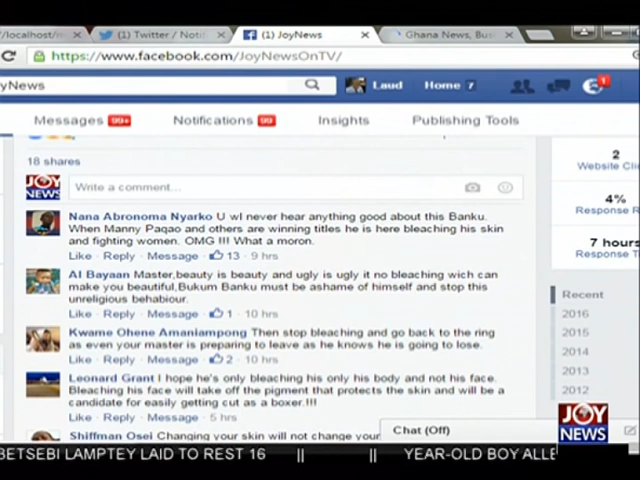 //localhost/
(1) Twitter / Noti
(1) JoyNews
Ghana News, Bus
https://www.facebook.com/JoyNewsOnTV/
yNews
Laud
Home 7
1
Messages 99+
Notifications 99
Insights
Publishing Tools
18 shares
JOY
NEWS
Write a comment...
Nana Abronoma Nyarko U wl never hear anything good about this Banku.
When Manny Paqao and others are winning titles he is here bleaching his skin
and fighting women. OMG !!! What a moron.
Like · Reply · Message · 13 · 9 hrs
Al Bayaan Master,beauty is beauty and ugly is ugly it no bleaching wich can
make you beautiful,Bukum Banku must be ashame of himself and stop this
unreligious behabiour.
Like · Reply · Message · 1 · 10 hrs
Kwame Ohene Amaniampong Then stop bleaching and go back to the ring
as even your master is preparing to leave as he knows he is going to lose.
Like · Reply · Message · 2 · 10 hrs
Leonard Grant I hope he's only bleaching his only his body and not his face.
Bleaching his face will take off the pigment that protects the skin and will be a
candidate for easily getting cut as a boxer.!!!
Like · Reply · Message · 5 hrs
Shiffman Osei Changing your skin will not change your
2
Website Clic
4%
Response R
7 hours
Response T
Recent
2016
2015
2014
2013
2012
Chat (Off)
JOY
NEWS
BETSEBI LAMPTEY LAID TO REST 16 || || YEAR-OLD BOY ALLE